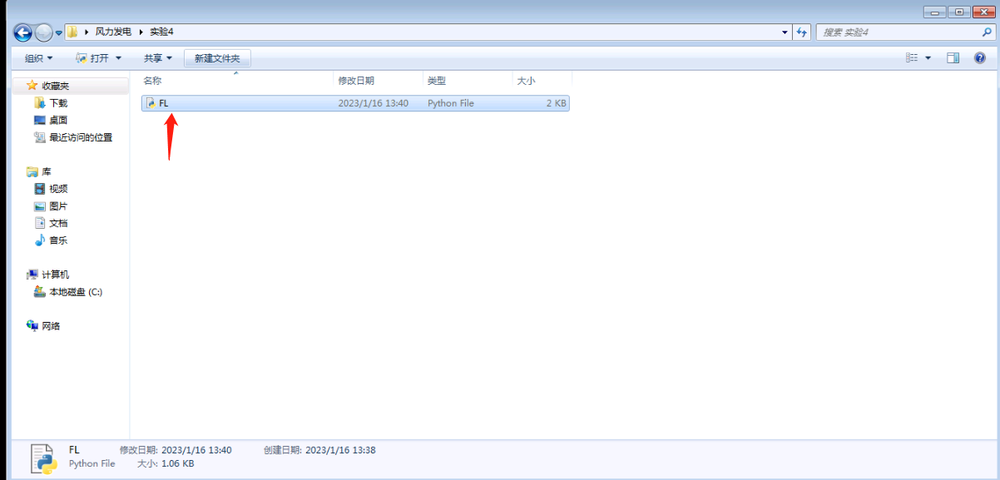 风力发电 实验4 搜索 实验4
组织 打开 共享 新建文件夹
名称 修改日期 类型 大小
FL 2023/1/16 13:40 Python File 2 KB
收藏夹
下载
桌面
最近访问的位置
库
视频
图片
文档
音乐
计算机
本地磁盘 (C:)
网络
FL 修改日期: 2023/1/16 13:40 创建日期: 2023/1/16 13:38
Python File 大小: 1.06 KB